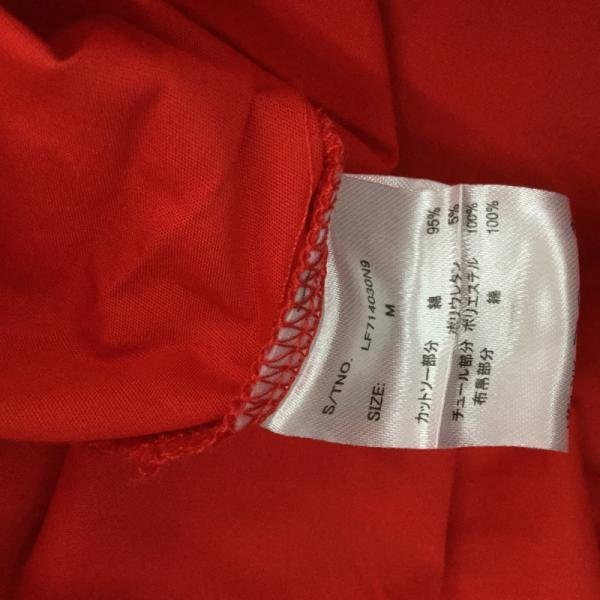 S/TNO. LF714030N9
SIZE: M
カットソー部分 綿 95%
ポリウレタン 5%
チュール部分 ポリエステル 100%
布帛部分 綿 100%